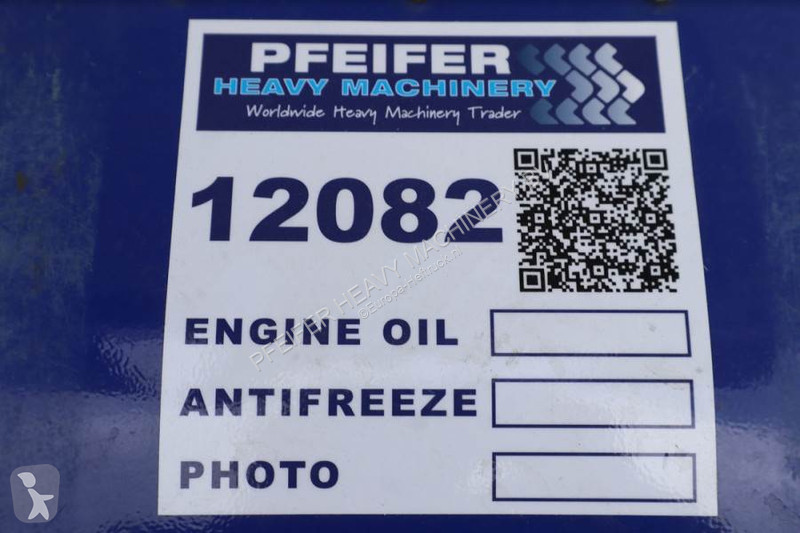 PFEIFER
HEAVY MACHINERY
Worldwide Heavy Machinery Trader
12082
ENGINE OIL
ANTIFREEZE
PHOTO
PFEIFER HEAVY MACHINERY